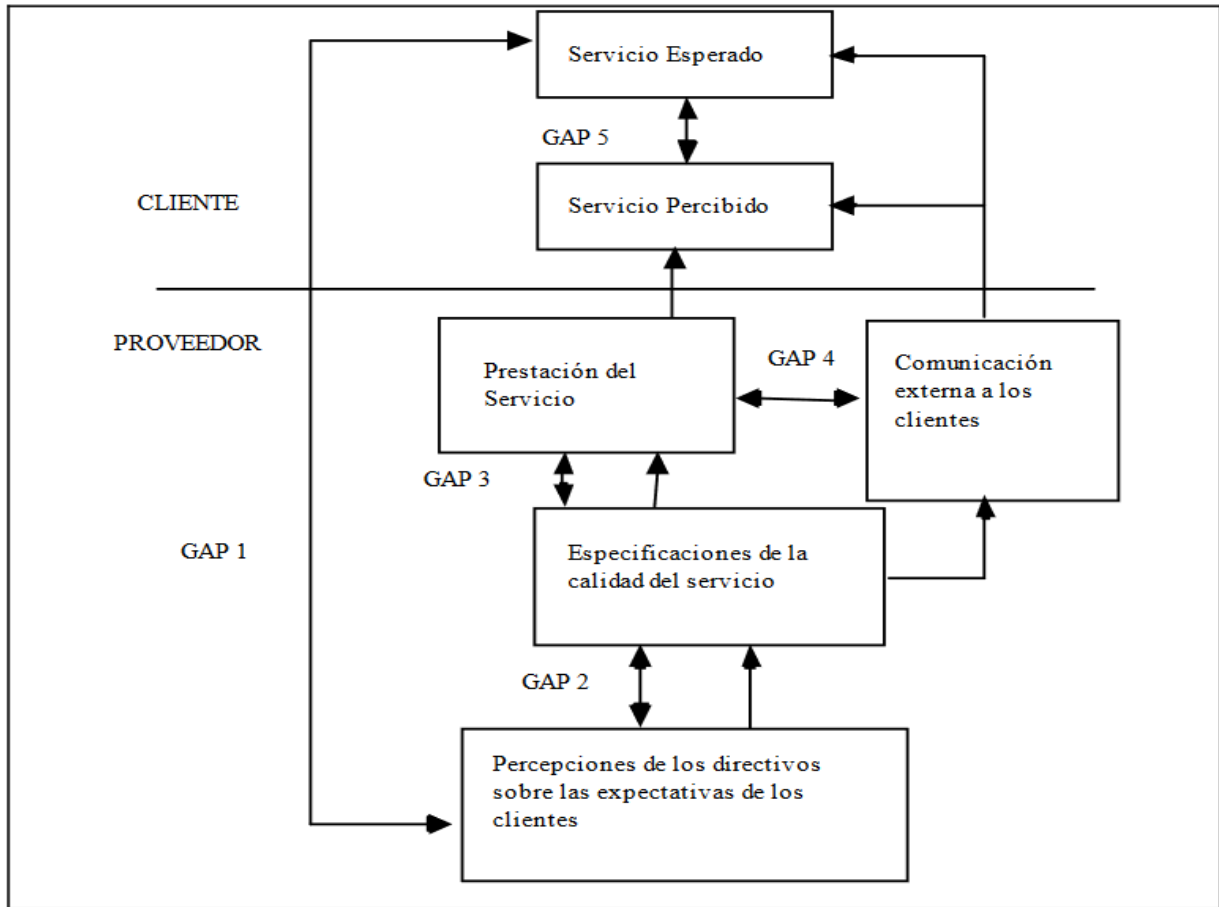 Servicio Esperado
GAP 5
CLIENTE
Servicio Percibido
PROVEEDOR
Prestación del
Servicio
GAP 4
Comunicación
externa a los
clientes
GAP 3
GAP 1
Especificaciones de la
calidad del servicio
GAP 2
Percepciones de los directivos
sobre las expectativas de los
clientes